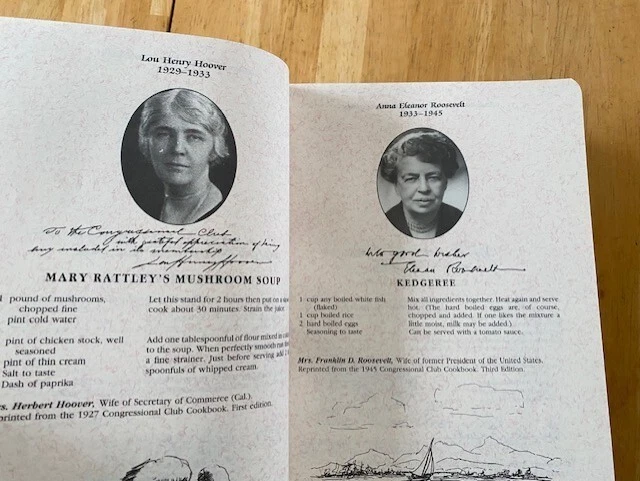 Lou Henry Hoover
1929–1933
To the Congressional Club
with grateful appreciation of being
included in its membership
Lou Henry Hoover
MARY RATTLEY'S MUSHROOM SOUP
pound of mushrooms,
chopped fine
pint cold water
Let this stand for 2 hours then put on
cook about 30 minutes. Strain the juice
pint of chicken stock, well
seasoned
pint of thin cream
Salt to taste
Dash of paprika
Add one tablespoonful of flour mixed in
to the soup. When perfectly smooth
a fine strainer. Just before serving add
spoonfuls of whipped cream.
Mrs. Herbert Hoover, Wife of Secretary of Commerce (Cal.).
printed from the 1927 Congressional Club Cookbook. First edition.
Anna Eleanor Roosevelt
1933–1945
With good wishes
Eleanor Roosevelt
KEDGEREE
1 cup any boiled white fish
(flaked)
1 cup boiled rice
2 hard boiled eggs
Seasoning to taste
Mix all ingredients together. Heat again and serve
hot. (The hard boiled eggs are, of course,
chopped and added. If one likes the mixture a
little moist, milk may be added.)
Can be served with a tomato sauce.
Mrs. Franklin D. Roosevelt, Wife of former President of the United States.
Reprinted from the 1945 Congressional Club Cookbook. Third Edition.